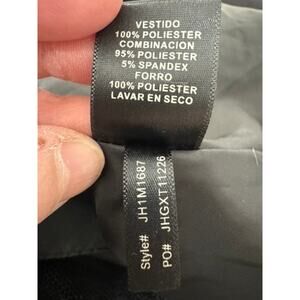 VESTIDO
100% POLIESTER
COMBINACION
95% POLIESTER
5% SPANDEX
FORRO
100% POLIESTER
LAVAR EN SECO
Style# JH1M1687
PO# JHGXT11226